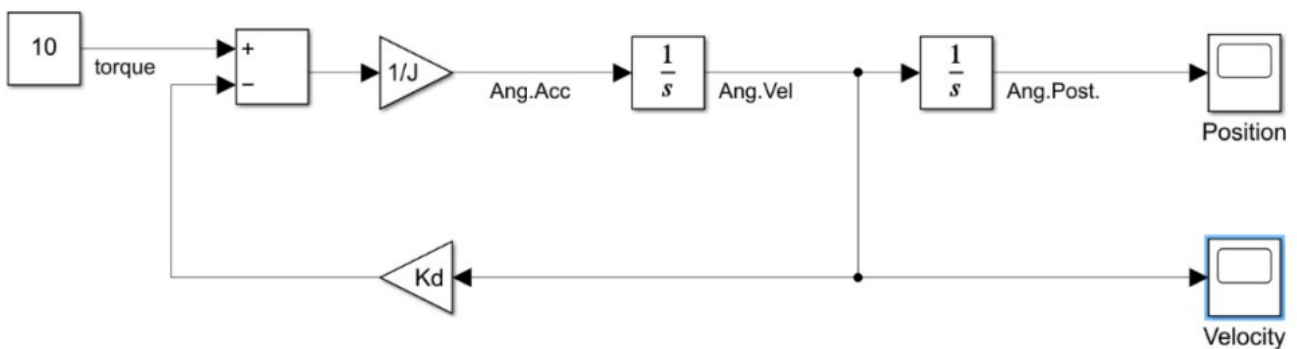 10
torque
+
−
1/J
Ang.Acc
1
s
Ang.Vel
1
s
Ang.Post.
Position
Kd
Velocity